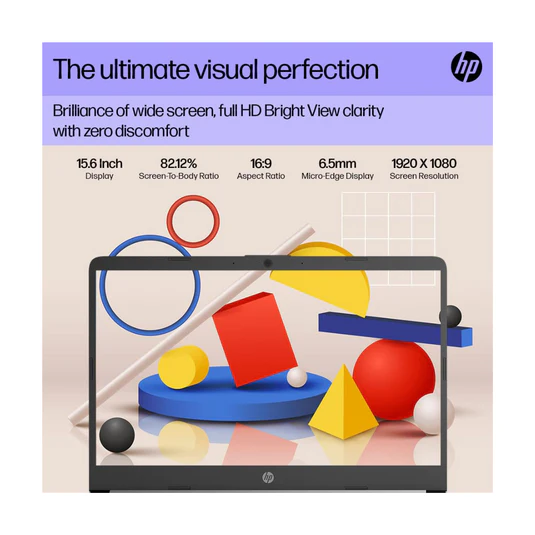 The ultimate visual perfection
hp
Brilliance of wide screen, full HD Bright View clarity
with zero discomfort
15.6 Inch
Display
82.12%
Screen-To-Body Ratio
16:9
Aspect Ratio
6.5mm
Micro-Edge Display
1920 X 1080
Screen Resolution
hp